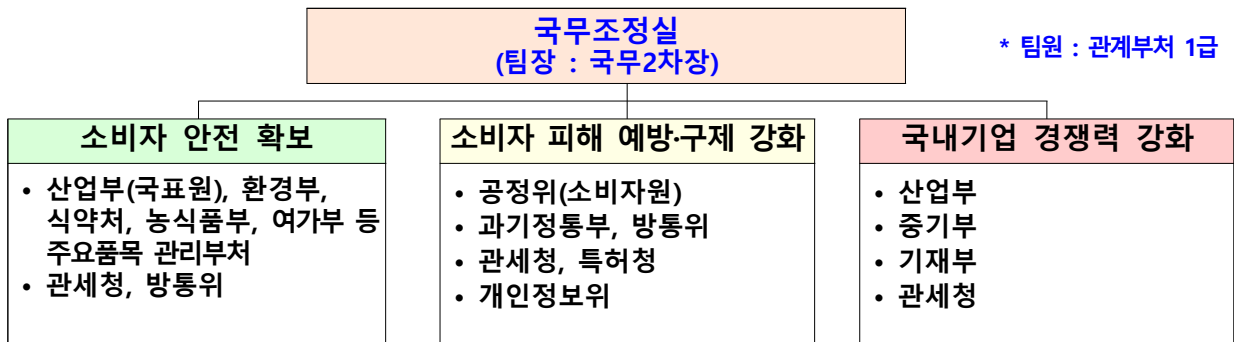 국무조정실
(팀장 : 국무2차장)
* 팀원 : 관계부처 1급
소비자 안전 확보
• 산업부(국표원), 환경부,
식약처, 농식품부, 여가부 등
주요품목 관리부처
• 관세청, 방통위
소비자 피해 예방·구제 강화
• 공정위(소비자원)
• 과기정통부, 방통위
• 관세청, 특허청
• 개인정보위
국내기업 경쟁력 강화
• 산업부
• 중기부
• 기재부
• 관세청